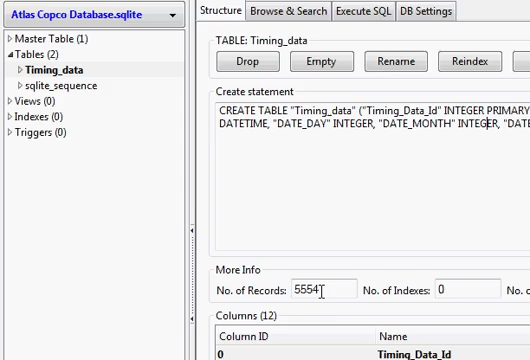 Atlas Copco Database.sqlite
Master Table (1)
Tables (2)
Timing_data
sqlite_sequence
Views (0)
Indexes (0)
Triggers (0)
Structure
Browse & Search
Execute SQL
DB Settings
TABLE: Timing_data
Drop
Empty
Rename
Reindex
Create statement
CREATE TABLE "Timing_data" ("Timing_Data_Id" INTEGER PRIMARY
DATETIME, "DATE_DAY" INTEGER, "DATE_MONTH" INTEGER, "DATE
More Info
No. of Records: 5554 No. of Indexes: 0 No. o
Columns (12)
Column ID Name
0 Timing_Data_Id